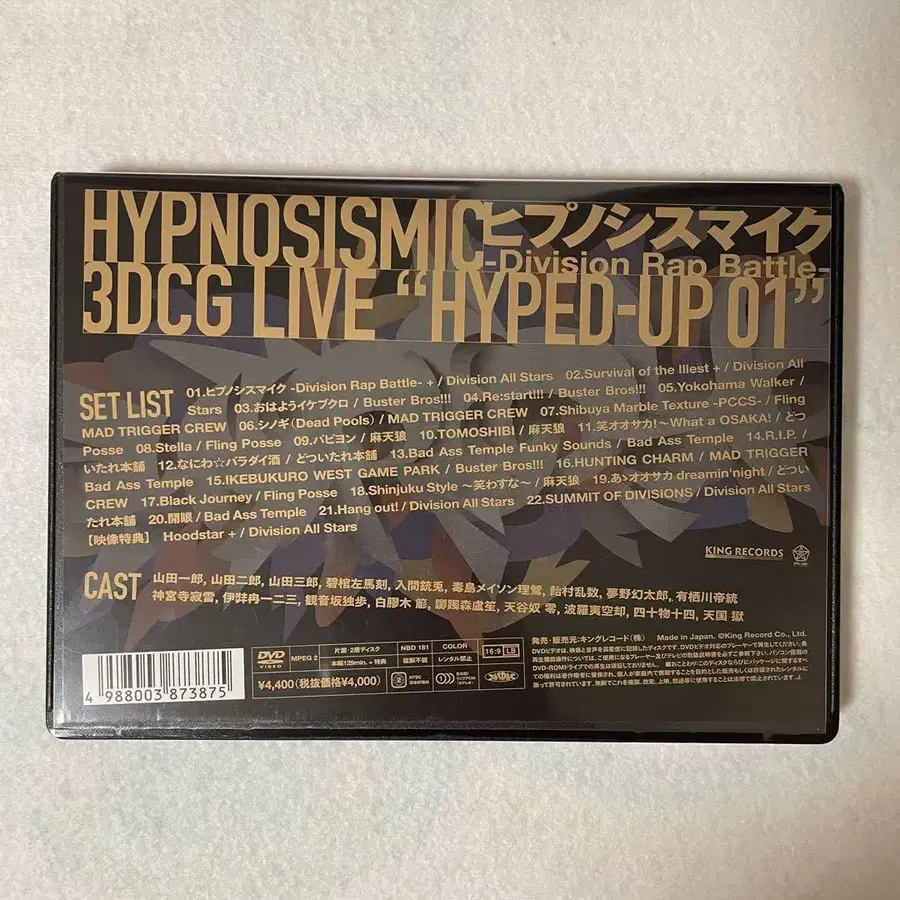 HYPNOSISMIC ヒプノシスマイク
-Division Rap Battle-
3DCG LIVE “HYPED-UP 01”
SET LIST
01.ヒプノシスマイク -Division Rap Battle- + / Division All Stars 02.Survival of the Illest + / Division All
Stars 03.おはようイケブクロ / Buster Bros!!! 04.Re:start!!! / Buster Bros!!! 05.Yokohama Walker /
MAD TRIGGER CREW 06.シノギ(Dead Pools) / MAD TRIGGER CREW 07.Shibuya Marble Texture -PCCS- / Fling
Posse 08.Stella / Fling Posse 09.パピヨン / 麻天狼 10.TOMOSHIBI / 麻天狼 11.笑オオサカ!~What a OSAKA! / どつ
いたれ本舗 12.なにわ☆パラダイ酒 / どついたれ本舗 13.Bad Ass Temple Funky Sounds / Bad Ass Temple 14.R.I.P. /
Bad Ass Temple 15.IKEBUKURO WEST GAME PARK / Buster Bros!!! 16.HUNTING CHARM / MAD TRIGGER
CREW 17.Black Journey / Fling Posse 18.Shinjuku Style ~笑わすな~ / 麻天狼 19.あゝオオサカdreamin'night / どつい
たれ本舗 20.開眼 / Bad Ass Temple 21.Hang out! / Division All Stars 22.SUMMIT OF DIVISIONS / Division All Stars
【映像特典】 Hoodstar + / Division All Stars
KING RECORDS
CAST
山田一郎, 山田二郎, 山田三郎, 碧棺左馬刻, 入間銃兎, 毒島メイソン理鶯, 飴村乱数, 夢野幻太郎, 有栖川帝統
神宮寺寂雷, 伊弉冉一二三, 観音坂独歩, 白膠木 簓, 躑躅森盧笙, 天谷奴 零, 波羅夷空却, 四十物十四, 天国 獄
4 988003 873875
DVD VIDEO MPEG 2 片面・2層ディスク 本編129min.+特典 NBD 181 複製不能 COLOR レンタル禁止 16:9 LB
¥4,400(税抜価格¥4,000)
発売・販売元:キングレコード(株) Made in Japan. ©King Record Co., Ltd.